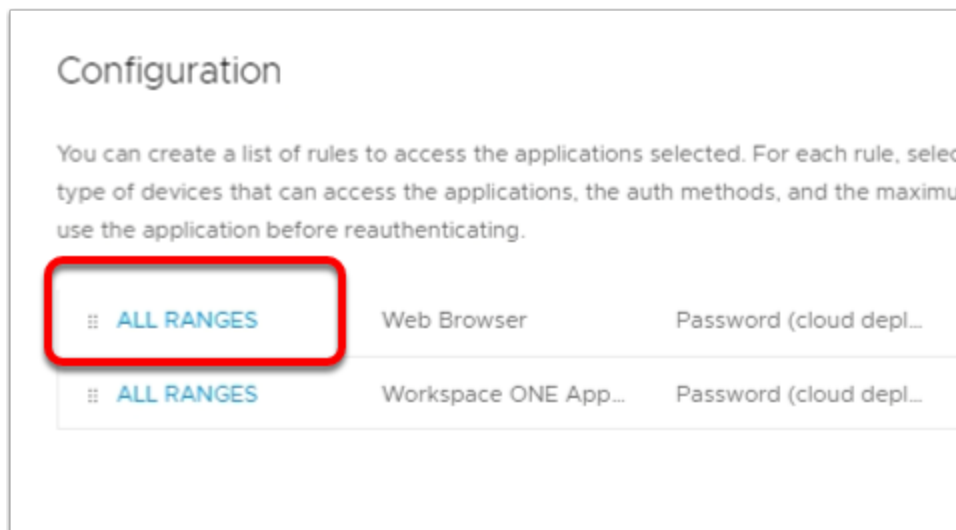 Configuration
You can create a list of rules to access the applications selected. For each rule, selec
type of devices that can access the applications, the auth methods, and the maximu
use the application before reauthenticating.
ALL RANGES Web Browser Password (cloud depl...
ALL RANGES Workspace ONE App... Password (cloud depl...